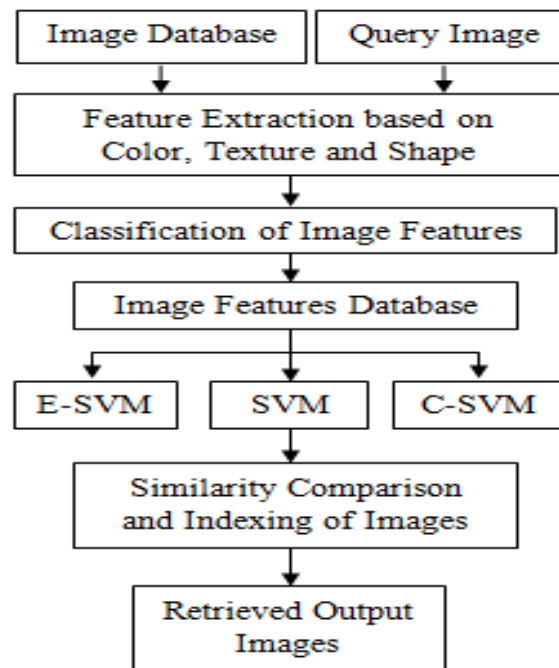 Image Database
Query Image
Feature Extraction based on
Color, Texture and Shape
Classification of Image Features
Image Features Database
E-SVM
SVM
C-SVM
Similarity Comparison
and Indexing of Images
Retrieved Output
Images